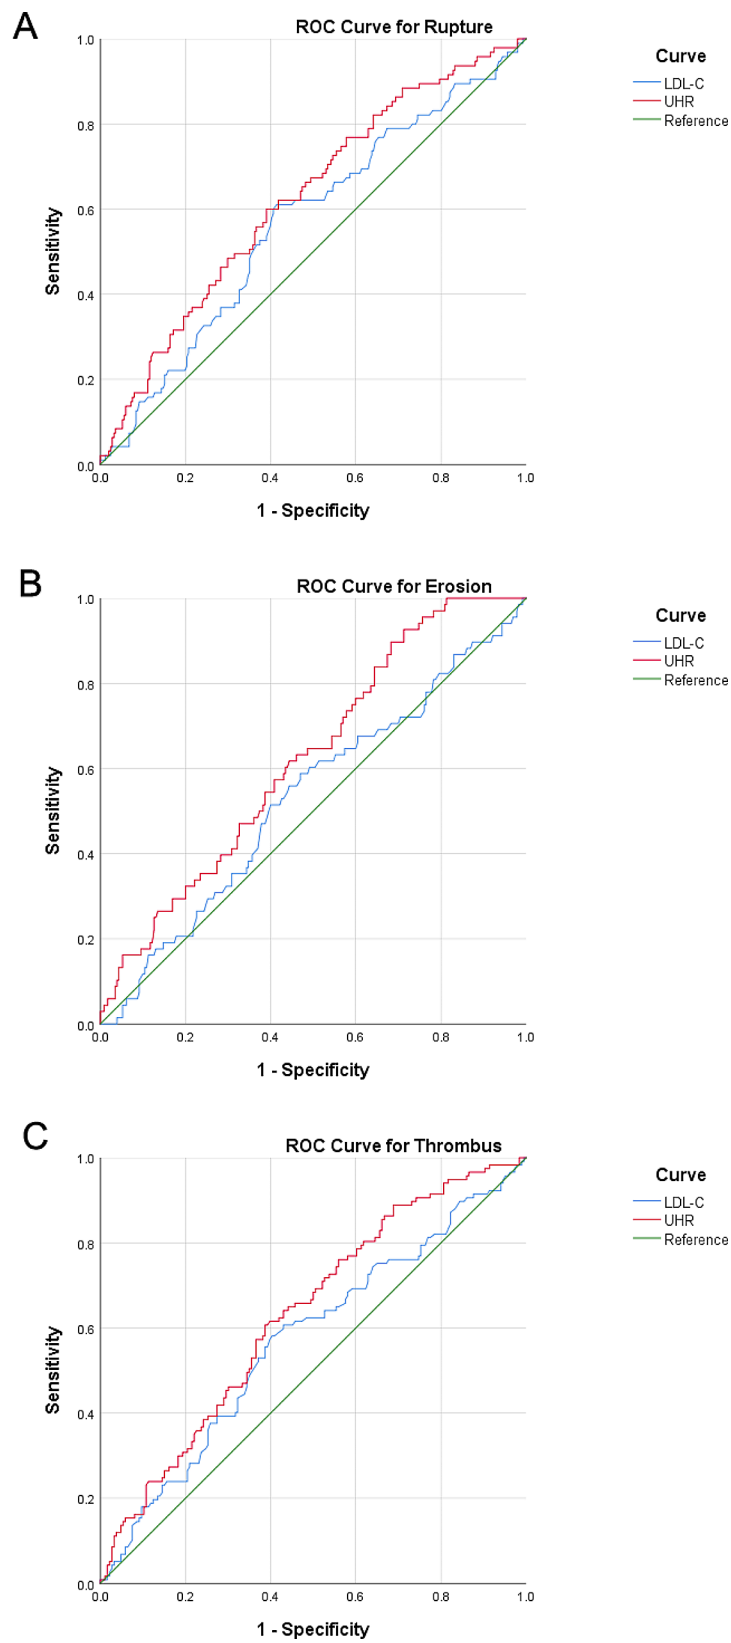 A
ROC Curve for Rupture
Curve
LDL-C
UHR
Reference
1.0
0.8
0.6
0.4
0.2
0.0
Sensitivity
0.0 0.2 0.4 0.6 0.8 1.0
1 - Specificity
B
ROC Curve for Erosion
Curve
LDL-C
UHR
Reference
1.0
0.8
0.6
0.4
0.2
0.0
Sensitivity
0.0 0.2 0.4 0.6 0.8 1.0
1 - Specificity
C
ROC Curve for Thrombus
Curve
LDL-C
UHR
Reference
1.0
0.8
0.6
0.4
0.2
0.0
Sensitivity
0.0 0.2 0.4 0.6 0.8 1.0
1 - Specificity